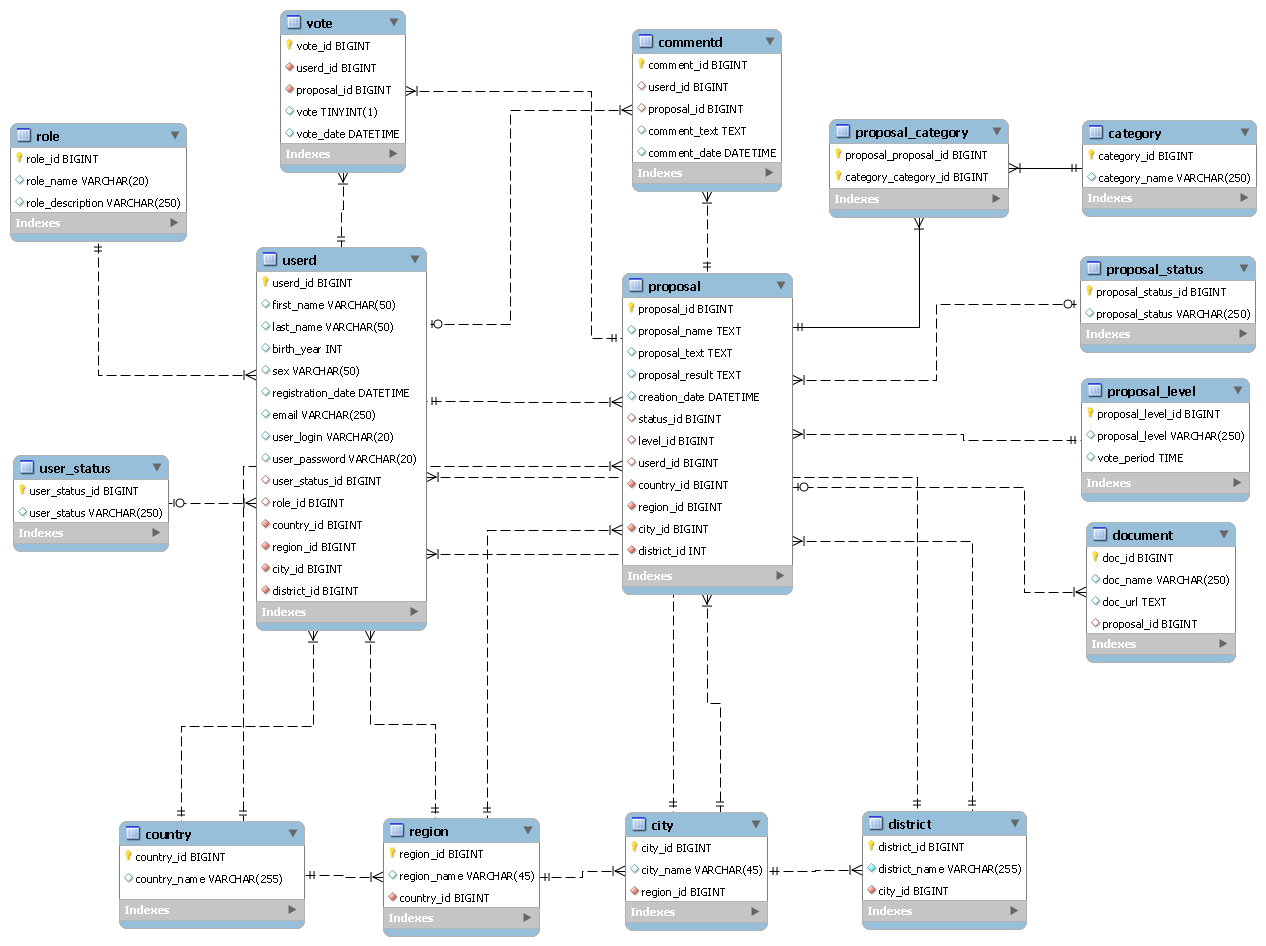 vote
vote_id BIGINT
userd_id BIGINT
proposal_id BIGINT
vote TINYINT(1)
vote_date DATETIME
Indexes
commentd
comment_id BIGINT
userd_id BIGINT
proposal_id BIGINT
comment_text TEXT
comment_date DATETIME
Indexes
role
role_id BIGINT
role_name VARCHAR(20)
role_description VARCHAR(250)
Indexes
proposal_category
proposal_proposal_id BIGINT
category_category_id BIGINT
Indexes
category
category_id BIGINT
category_name VARCHAR(250)
Indexes
userd
userd_id BIGINT
first_name VARCHAR(50)
last_name VARCHAR(50)
birth_year INT
sex VARCHAR(50)
registration_date DATETIME
email VARCHAR(250)
user_login VARCHAR(20)
user_password VARCHAR(20)
user_status_id BIGINT
role_id BIGINT
country_id BIGINT
region_id BIGINT
city_id BIGINT
district_id BIGINT
Indexes
proposal
proposal_id BIGINT
proposal_name TEXT
proposal_text TEXT
proposal_result TEXT
creation_date DATETIME
status_id BIGINT
level_id BIGINT
userd_id BIGINT
country_id BIGINT
region_id BIGINT
city_id BIGINT
district_id INT
Indexes
proposal_status
proposal_status_id BIGINT
proposal_status VARCHAR(250)
Indexes
proposal_level
proposal_level_id BIGINT
proposal_level VARCHAR(250)
vote_period TIME
Indexes
user_status
user_status_id BIGINT
user_status VARCHAR(250)
Indexes
document
doc_id BIGINT
doc_name VARCHAR(250)
doc_url TEXT
proposal_id BIGINT
Indexes
country
country_id BIGINT
country_name VARCHAR(255)
Indexes
region
region_id BIGINT
region_name VARCHAR(45)
country_id BIGINT
Indexes
city
city_id BIGINT
city_name VARCHAR(45)
region_id BIGINT
Indexes
district
district_id BIGINT
district_name VARCHAR(255)
city_id BIGINT
Indexes